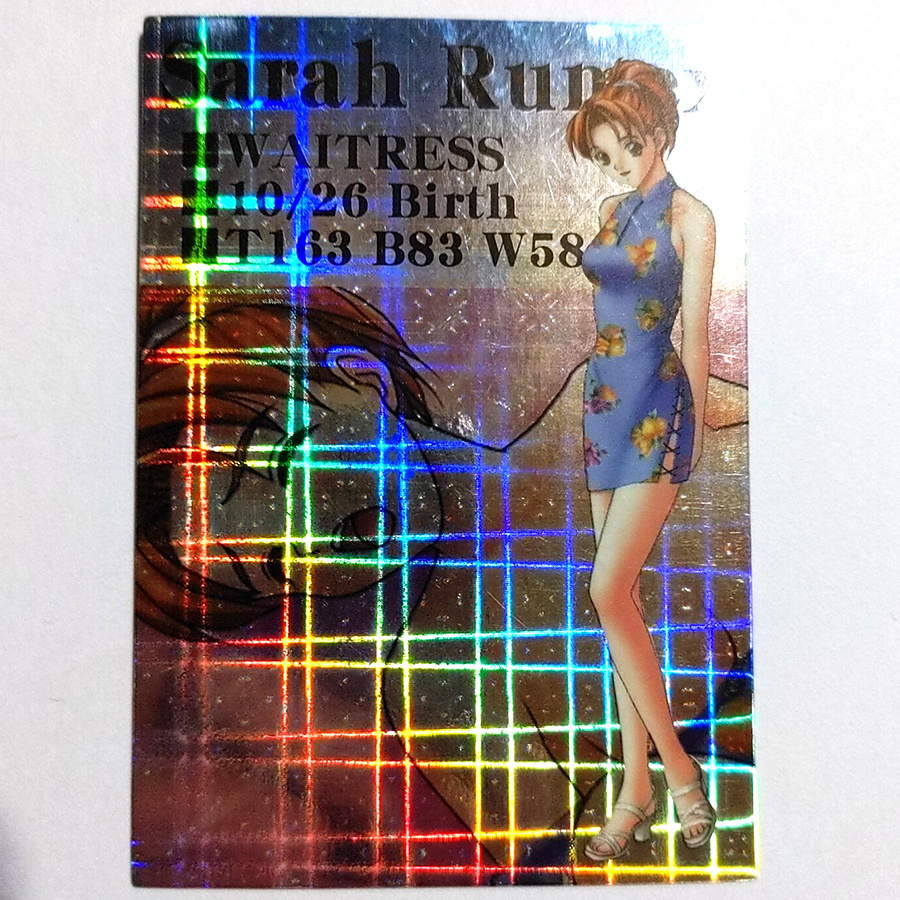 Sarah
■WAITRESS
■10/26 Birth
■T163 B83 W58